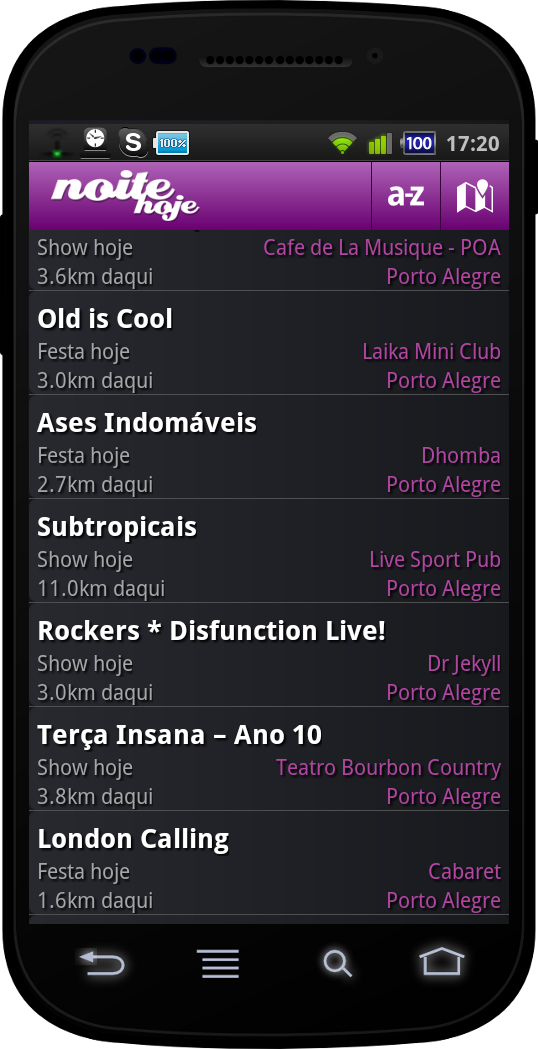 S 100% 100 17:20
noite hoje a-z
Show hoje Cafe de La Musique - POA
3.6km daqui Porto Alegre
Old is Cool
Festa hoje Laika Mini Club
3.0km daqui Porto Alegre
Ases Indomáveis
Festa hoje Dhomba
2.7km daqui Porto Alegre
Subtropicais
Show hoje Live Sport Pub
11.0km daqui Porto Alegre
Rockers * Disfunction Live!
Show hoje Dr Jekyll
3.0km daqui Porto Alegre
Terça Insana – Ano 10
Show hoje Teatro Bourbon Country
3.8km daqui Porto Alegre
London Calling
Festa hoje Cabaret
1.6km daqui Porto Alegre